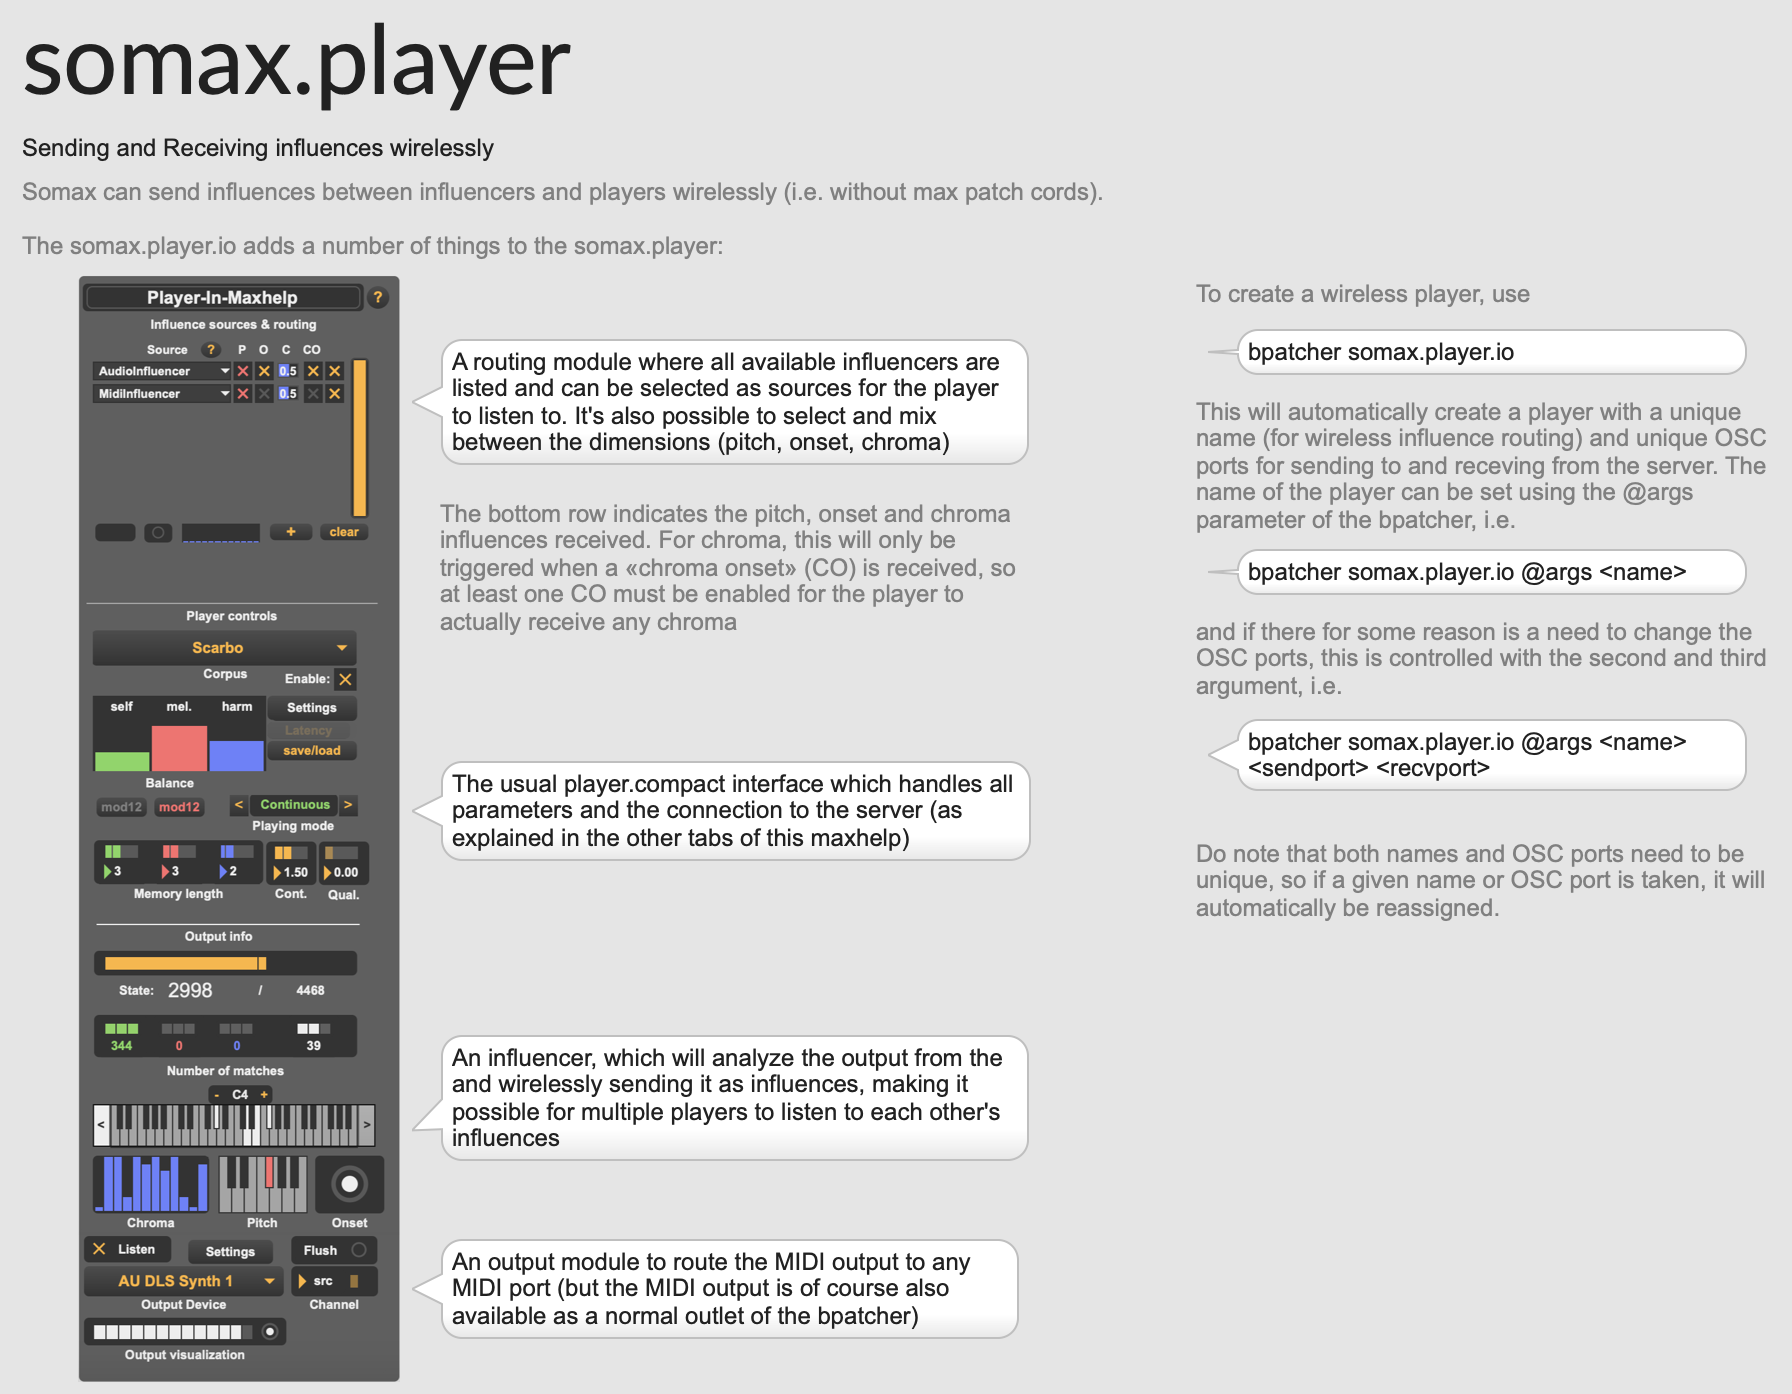 somax.player
Sending and Receiving influences wirelessly
Somax can send influences between influencers and players wirelessly (i.e. without max patch cords).
The somax.player.io adds a number of things to the somax.player:
Player-In-Maxhelp ?
Influence sources & routing
Source ? P O C CO
AudioInfluencer 0.5
MidiInfluencer 0.5
+ clear
Player controls
Scarbo
Corpus
Enable:
self mel. harm
Settings
Latency
save/load
Balance
mod12 mod12 < Continuous >
Playing mode
3 3 2 1.50 0.00
Memory length Cont. Qual.
Output info
State: 2998 / 4468
344 0 0 39
Number of matches
- C4 +
< >
Chroma Pitch Onset
Listen Settings Flush
AU DLS Synth 1 src
Output Device Channel
Output visualization
A routing module where all available influencers are
listed and can be selected as sources for the player
to listen to. It's also possible to select and mix
between the dimensions (pitch, onset, chroma)
The bottom row indicates the pitch, onset and chroma
influences received. For chroma, this will only be
triggered when a «chroma onset» (CO) is received, so
at least one CO must be enabled for the player to
actually receive any chroma
The usual player.compact interface which handles all
parameters and the connection to the server (as
explained in the other tabs of this maxhelp)
An influencer, which will analyze the output from the
and wirelessly sending it as influences, making it
possible for multiple players to listen to each other's
influences
An output module to route the MIDI output to any
MIDI port (but the MIDI output is of course also
available as a normal outlet of the bpatcher)
To create a wireless player, use
bpatcher somax.player.io
This will automatically create a player with a unique
name (for wireless influence routing) and unique OSC
ports for sending to and receving from the server. The
name of the player can be set using the @args
parameter of the bpatcher, i.e.
bpatcher somax.player.io @args <name>
and if there for some reason is a need to change the
OSC ports, this is controlled with the second and third
argument, i.e.
bpatcher somax.player.io @args <name>
<sendport> <recvport>
Do note that both names and OSC ports need to be
unique, so if a given name or OSC port is taken, it will
automatically be reassigned.